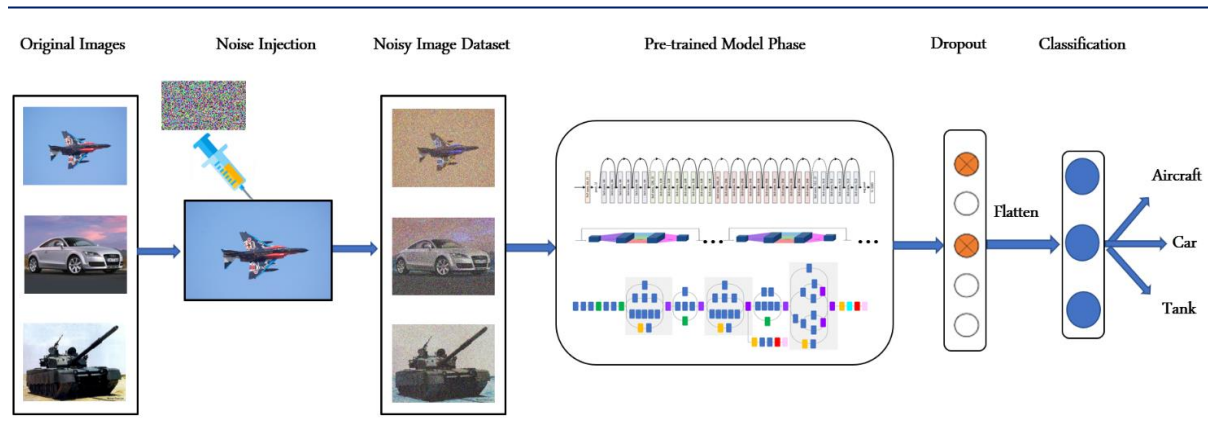 Original Images
Noise Injection
Noisy Image Dataset
Pre-trained Model Phase
Dropout
Classification
Flatten
Aircraft
Car
Tank